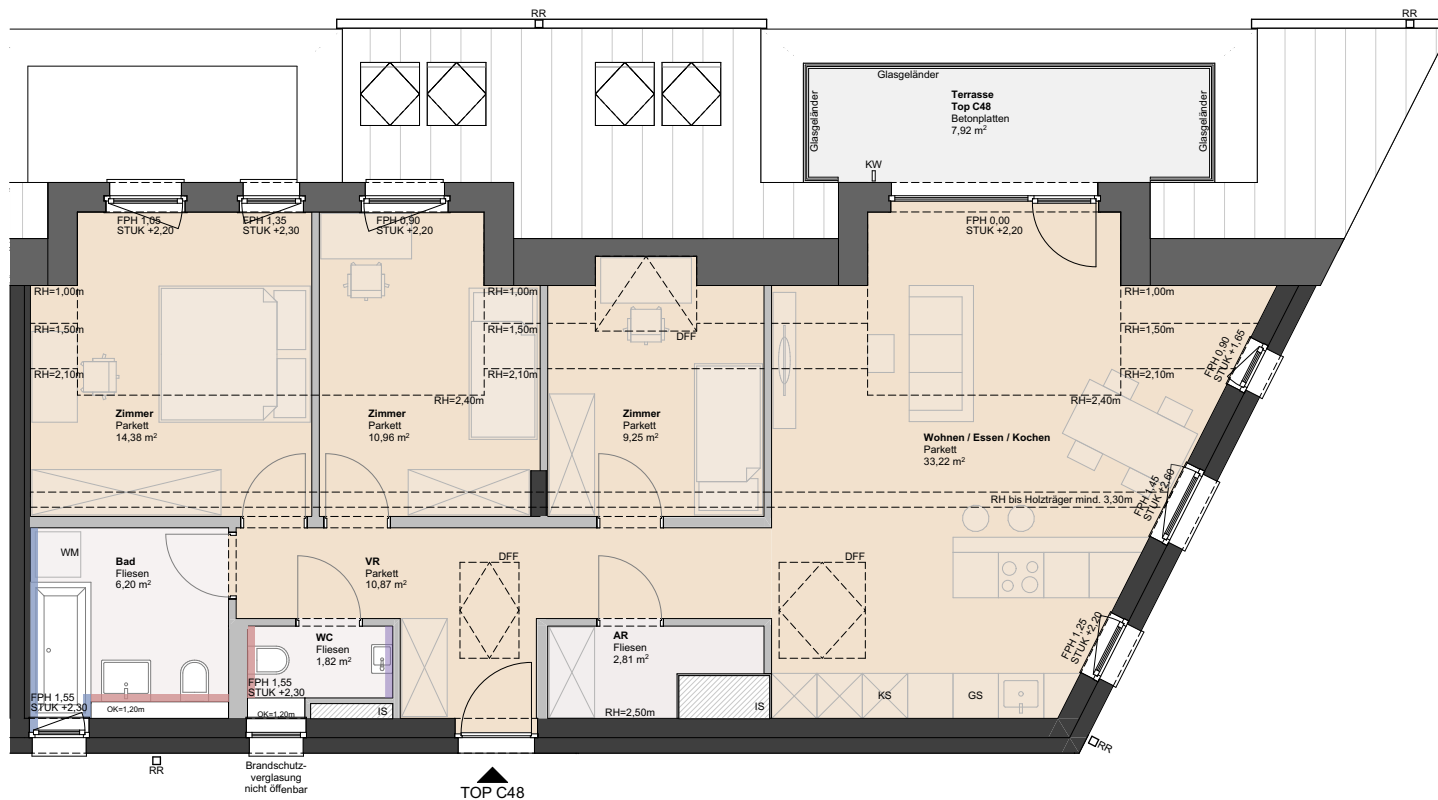 RR
RR
Glasgeländer
Glasgeländer
Glasgeländer
Terrasse
Top C48
Betonplatten
7,92 m²
KW
FPH 1,05
STUK +2,20
FPH 1,35
STUK +2,30
FPH 0,90
STUK +2,20
FPH 0,00
STUK +2,20
RH=1,00m
RH=1,00m
RH=1,00m
RH=1,50m
RH=1,50m
RH=1,50m
DFF
RH=2,10m
RH=2,10m
RH=2,10m
FPH 0,90
STUK +1,65
RH=2,40m
RH=2,40m
Zimmer
Parkett
14,38 m²
Zimmer
Parkett
10,96 m²
Zimmer
Parkett
9,25 m²
Wohnen / Essen / Kochen
Parkett
33,22 m²
RH bis Holzträger mind. 3,30m
FPH 1,45
STUK +2,60
WM
Bad
Fliesen
6,20 m²
VR
Parkett
10,87 m²
DFF
DFF
WC
Fliesen
1,82 m²
AR
Fliesen
2,81 m²
FPH 1,25
STUK +2,20
FPH 1,55
STUK +2,30
FPH 1,55
STUK +2,30
OK=1,20m
OK=1,20m
IS
RH=2,50m
IS
KS
GS
RR
RR
Brandschutz-
verglasung
nicht öffenbar
TOP C48